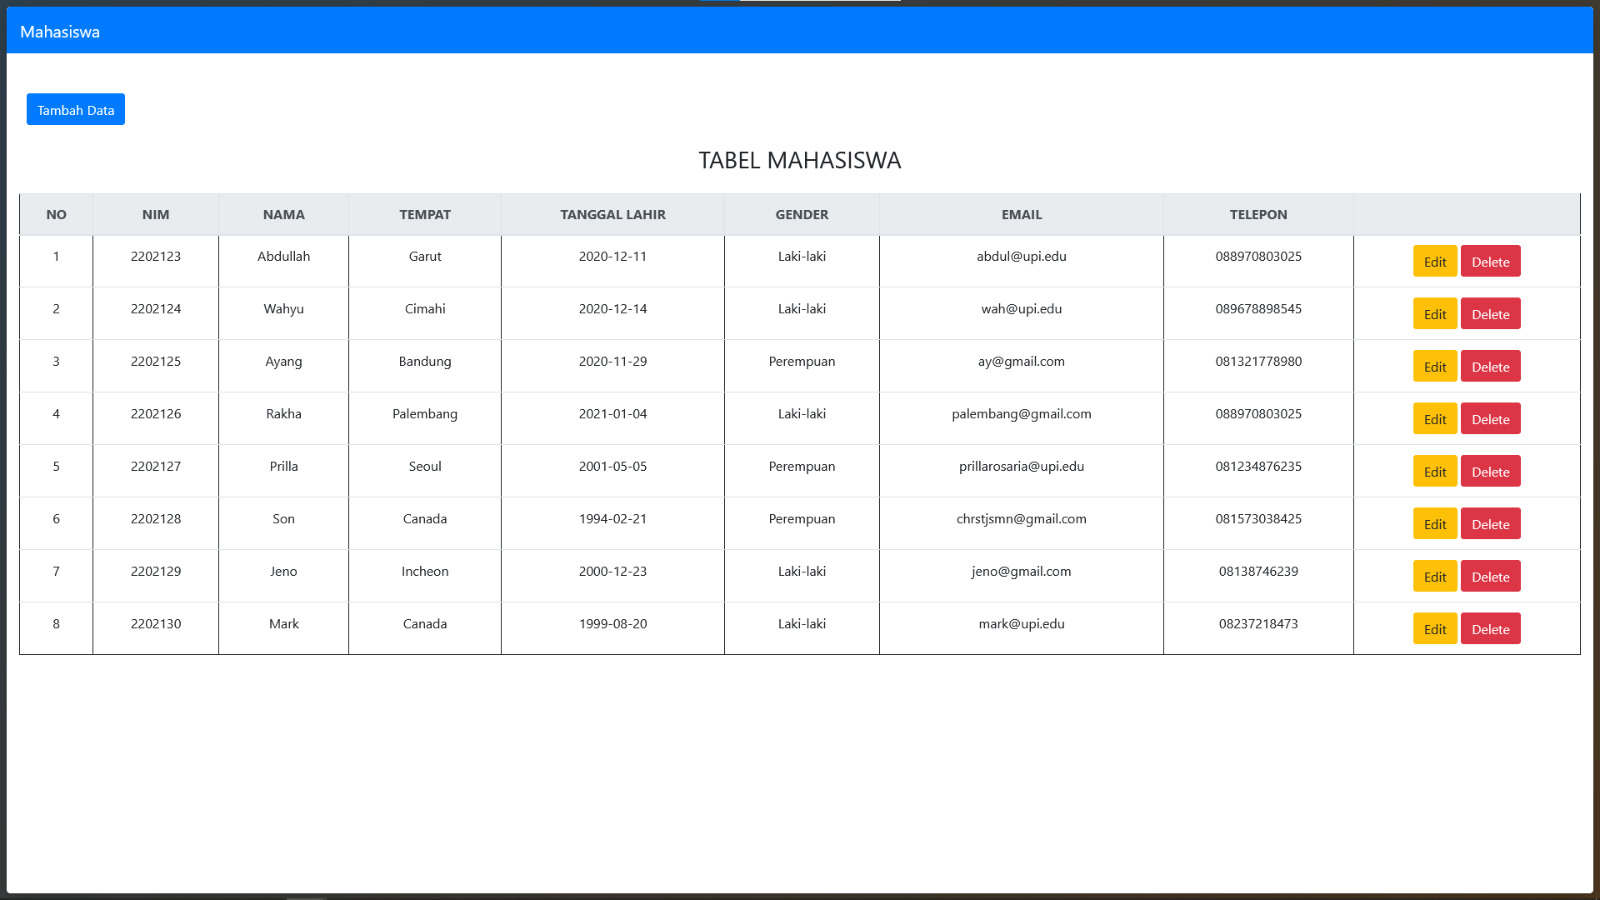 Mahasiswa
Tambah Data
TABEL MAHASISWA
NO NIM NAMA TEMPAT TANGGAL LAHIR GENDER EMAIL TELEPON
1 2202123 Abdullah Garut 2020-12-11 Laki-laki abdul@upi.edu 088970803025 Edit Delete
2 2202124 Wahyu Cimahi 2020-12-14 Laki-laki wah@upi.edu 089678898545 Edit Delete
3 2202125 Ayang Bandung 2020-11-29 Perempuan ay@gmail.com 081321778980 Edit Delete
4 2202126 Rakha Palembang 2021-01-04 Laki-laki palembang@gmail.com 088970803025 Edit Delete
5 2202127 Prilla Seoul 2001-05-05 Perempuan prillarosaria@upi.edu 081234876235 Edit Delete
6 2202128 Son Canada 1994-02-21 Perempuan chrstjsmn@gmail.com 081573038425 Edit Delete
7 2202129 Jeno Incheon 2000-12-23 Laki-laki jeno@gmail.com 08138746239 Edit Delete
8 2202130 Mark Canada 1999-08-20 Laki-laki mark@upi.edu 08237218473 Edit Delete